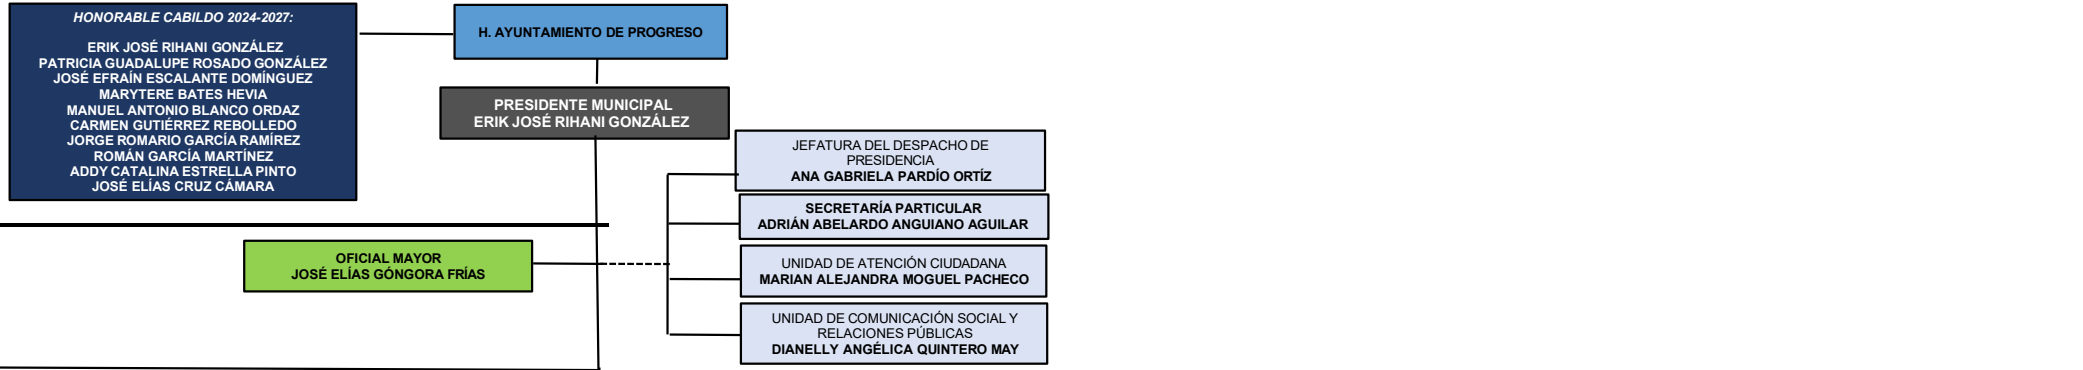 HONORABLE CABILDO 2024-2027:
ERIK JOSÉ RIHANI GONZÁLEZ
PATRICIA GUADALUPE ROSADO GONZÁLEZ
JOSÉ EFRAÍN ESCALANTE DOMÍNGUEZ
MARYTERE BATES HEVIA
MANUEL ANTONIO BLANCO ORDAZ
CARMEN GUTIÉRREZ REBOLLEDO
JORGE ROMARIO GARCÍA RAMÍREZ
ROMÁN GARCÍA MARTÍNEZ
ADDY CATALINA ESTRELLA PINTO
JOSÉ ELÍAS CRUZ CÁMARA
H. AYUNTAMIENTO DE PROGRESO
PRESIDENTE MUNICIPAL
ERIK JOSÉ RIHANI GONZÁLEZ
JEFATURA DEL DESPACHO DE
PRESIDENCIA
ANA GABRIELA PARDÍO ORTÍZ
SECRETARÍA PARTICULAR
ADRIÁN ABELARDO ANGUIANO AGUILAR
OFICIAL MAYOR
JOSÉ ELÍAS GÓNGORA FRÍAS
UNIDAD DE ATENCIÓN CIUDADANA
MARIAN ALEJANDRA MOGUEL PACHECO
UNIDAD DE COMUNICACIÓN SOCIAL Y
RELACIONES PÚBLICAS
DIANELLY ANGÉLICA QUINTERO MAY